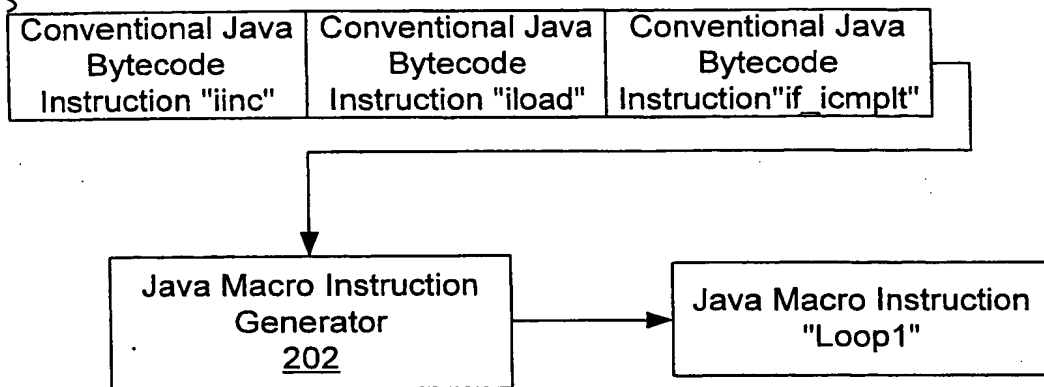 Conventional Java
Bytecode
Instruction "iinc"
Conventional Java
Bytecode
Instruction "iload"
Conventional Java
Bytecode
Instruction"if_icmplt"
Java Macro Instruction
Generator
202
Java Macro Instruction
"Loop1"